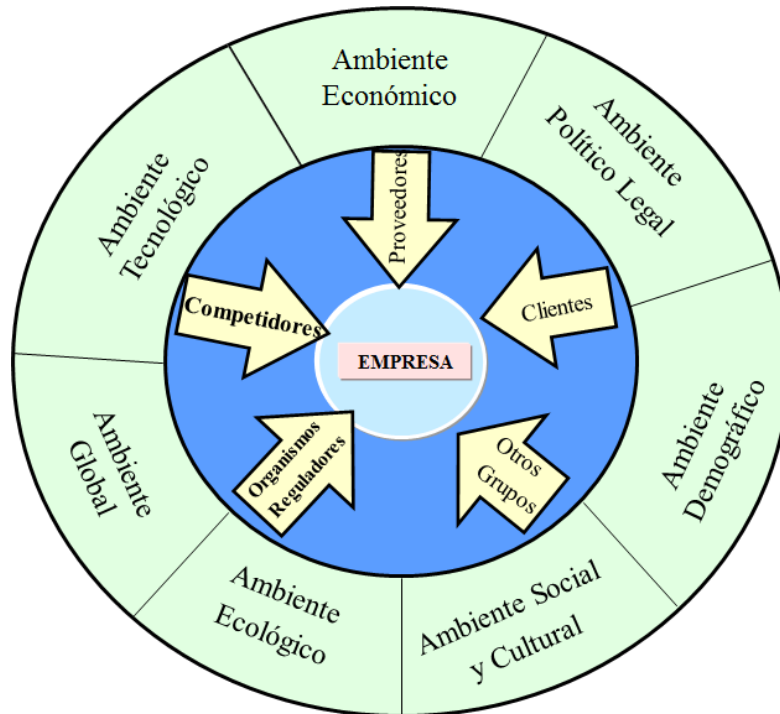 Ambiente
Económico
Ambiente
Político Legal
Ambiente
Demográfico
Ambiente Social
y Cultural
Ambiente
Ecológico
Ambiente
Global
Ambiente
Tecnológico
Proveedores
Clientes
Otros
Grupos
Organismos
Reguladores
Competidores
EMPRESA